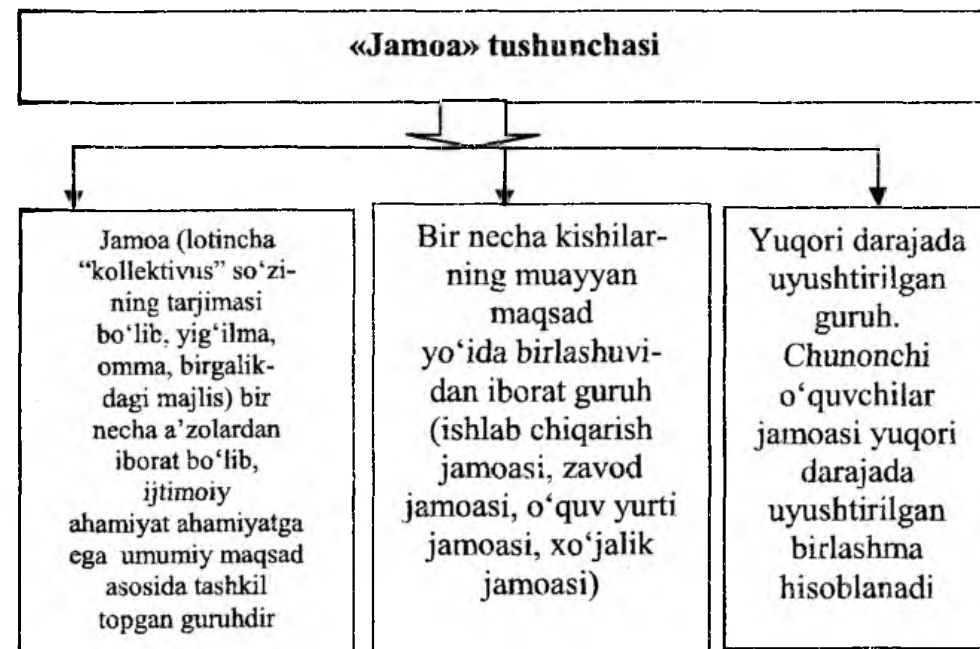 «Jamoa» tushunchasi
Jamoa (lotincha
“kollektivus” so‘zi-
ning tarjimasi
bo‘lib, yig‘ilma,
omma, birgalik-
dagi majlis) bir
necha a’zolardan
iborat bo‘lib,
ijtimoiy
ahamiyat ahamiyatga
ega umumiy maqsad
asosida tashkil
topgan guruhdir
Bir necha kishilar-
ning muayyan
maqsad
yo‘ida birlashuvi-
dan iborat guruh
(ishlab chiqarish
jamoasi, zavod
jamoasi, o‘quv yurti
jamoasi, xo‘jalik
jamoasi)
Yuqori darajada
uyushtirilgan
guruh.
Chunonchi
o‘quvchilar
jamoasi yuqori
darajada
uyushtirilgan
birlashma
hisoblanadi